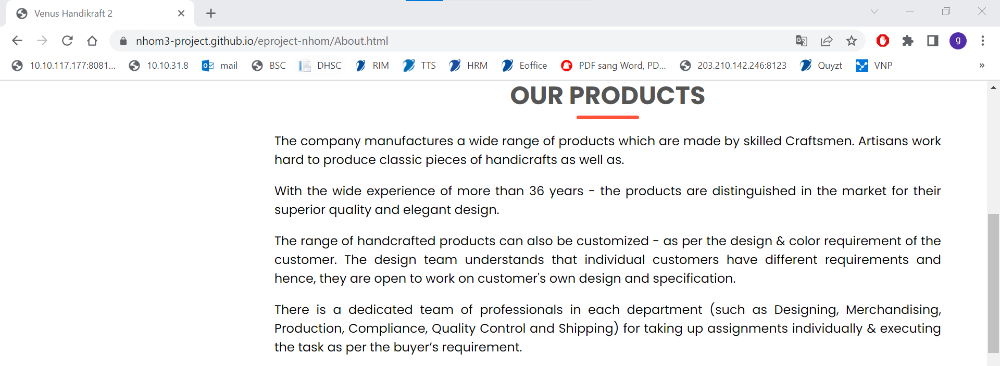 Venus Handikraft 2
nhom3-project.github.io/eproject-nhom/About.html
g
10.10.117.177:8081... 10.10.31.8 mail BSC DHSC RIM TTS HRM Eoffice PDF sang Word, PD... 203.210.142.246:8123 Quyzt VNP »
OUR PRODUCTS
The company manufactures a wide range of products which are made by skilled Craftsmen. Artisans work
hard to produce classic pieces of handicrafts as well as.
With the wide experience of more than 36 years - the products are distinguished in the market for their
superior quality and elegant design.
The range of handcrafted products can also be customized - as per the design & color requirement of the
customer. The design team understands that individual customers have different requirements and
hence, they are open to work on customer's own design and specification.
There is a dedicated team of professionals in each department (such as Designing, Merchandising,
Production, Compliance, Quality Control and Shipping) for taking up assignments individually & executing
the task as per the buyer’s requirement.